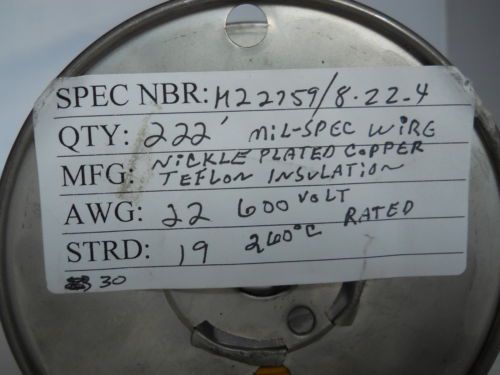 SPEC NBR: M22759/8-22-4
QTY: 222' MIL-SPEC WIRE
MFG: NICKLE PLATED COPPER
TEFLON INSULATION
AWG: 22 600 VOLT
STRD: 19 260°C RATED
30